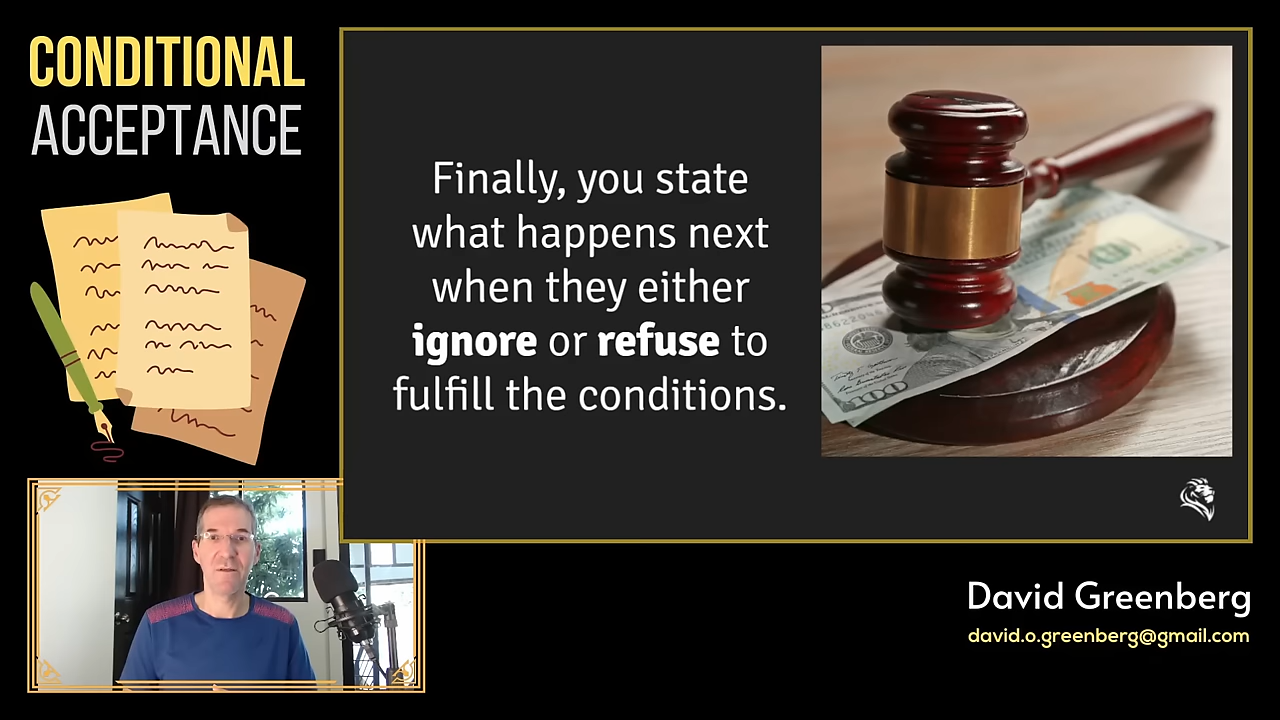 CONDITIONAL
ACCEPTANCE
Finally, you state
what happens next
when they either
ignore or refuse to
fulfill the conditions.
100
David Greenberg
david.o.greenberg@gmail.com